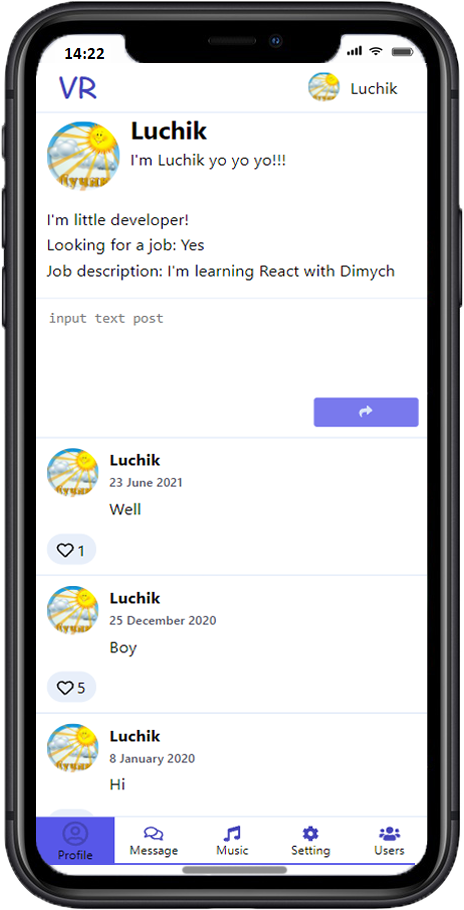 14:22
VR
Luchik
Luchik
I'm Luchik yo yo yo!!!
I'm little developer!
Looking for a job: Yes
Job description: I'm learning React with Dimych
input text post
Luchik
23 June 2021
Well
1
Luchik
25 December 2020
Boy
5
Luchik
8 January 2020
Hi
Profile
Message
Music
Setting
Users